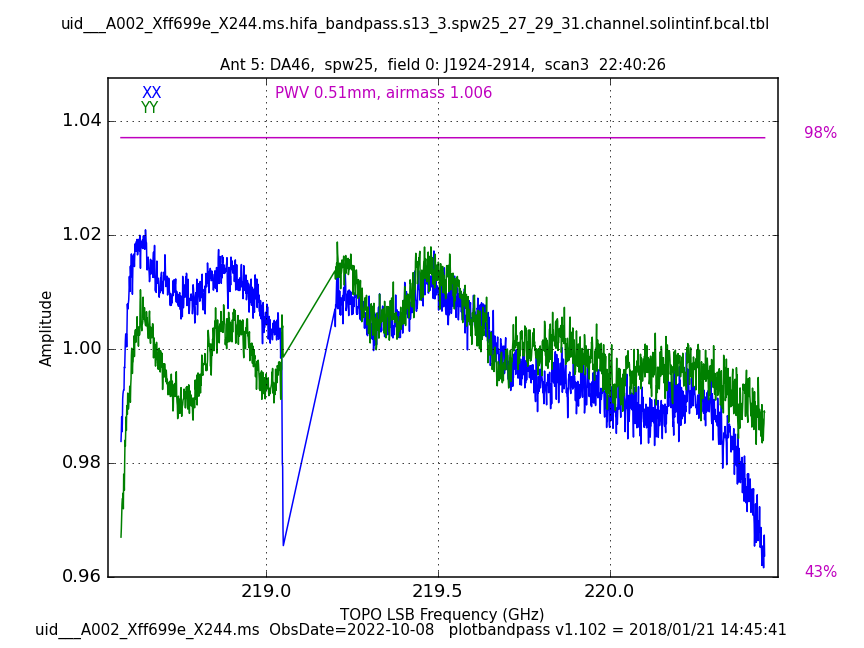 uid___A002_Xff699e_X244.ms.hifa_bandpass.s13_3.spw25_27_29_31.channel.solintinf.bcal.tbl
Ant 5: DA46,  spw25,  field 0: J1924-2914,  scan3  22:40:26
XX
YY
PWV 0.51mm, airmass 1.006
98%
43%
1.04
1.02
1.00
0.98
0.96
Amplitude
219.0
219.5
220.0
TOPO LSB Frequency (GHz)
uid___A002_Xff699e_X244.ms  ObsDate=2022-10-08   plotbandpass v1.102 = 2018/01/21 14:45:41